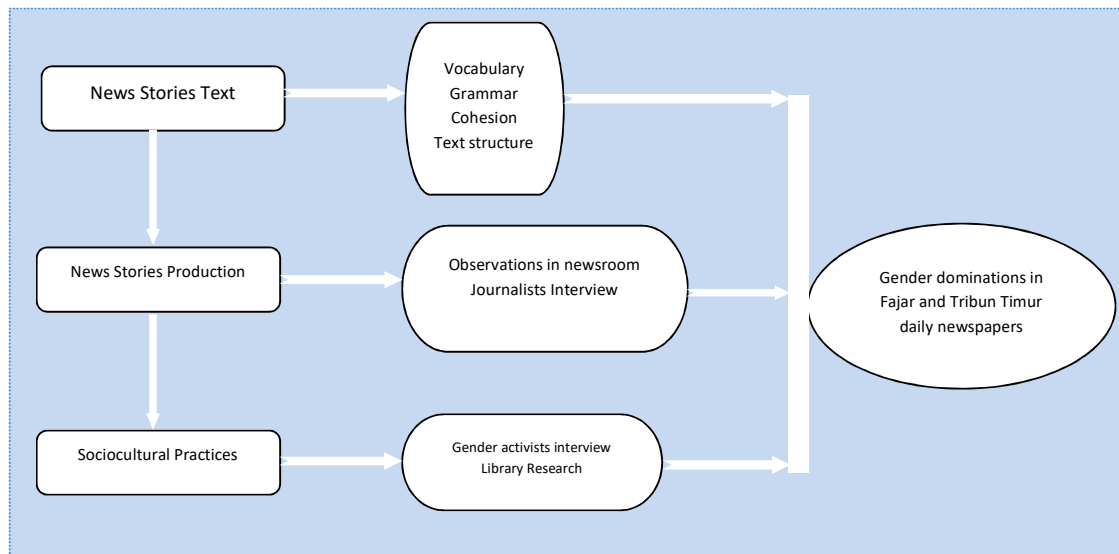 News Stories Text
Vocabulary
Grammar
Cohesion
Text structure
News Stories Production
Observations in newsroom
Journalists Interview
Gender dominations in
Fajar and Tribun Timur
daily newspapers
Sociocultural Practices
Gender activists interview
Library Research